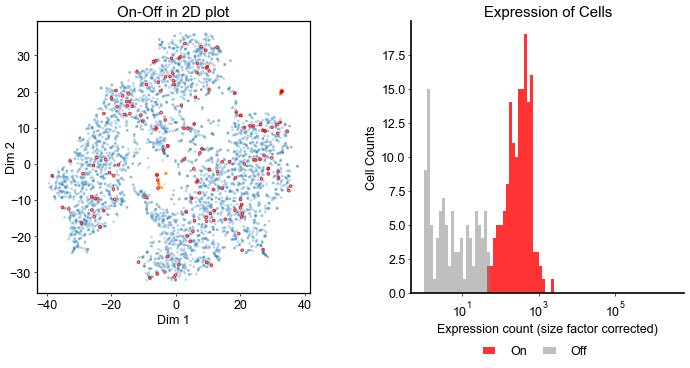 On-Off in 2D plot
30
20
10
0
−10
−20
−30
−40
−20
0
20
40
Dim 2
Dim 1
Expression of Cells
17.5
15.0
12.5
10.0
7.5
5.0
2.5
0.0
10^1
10^3
10^5
Cell Counts
Expression count (size factor corrected)
On
Off